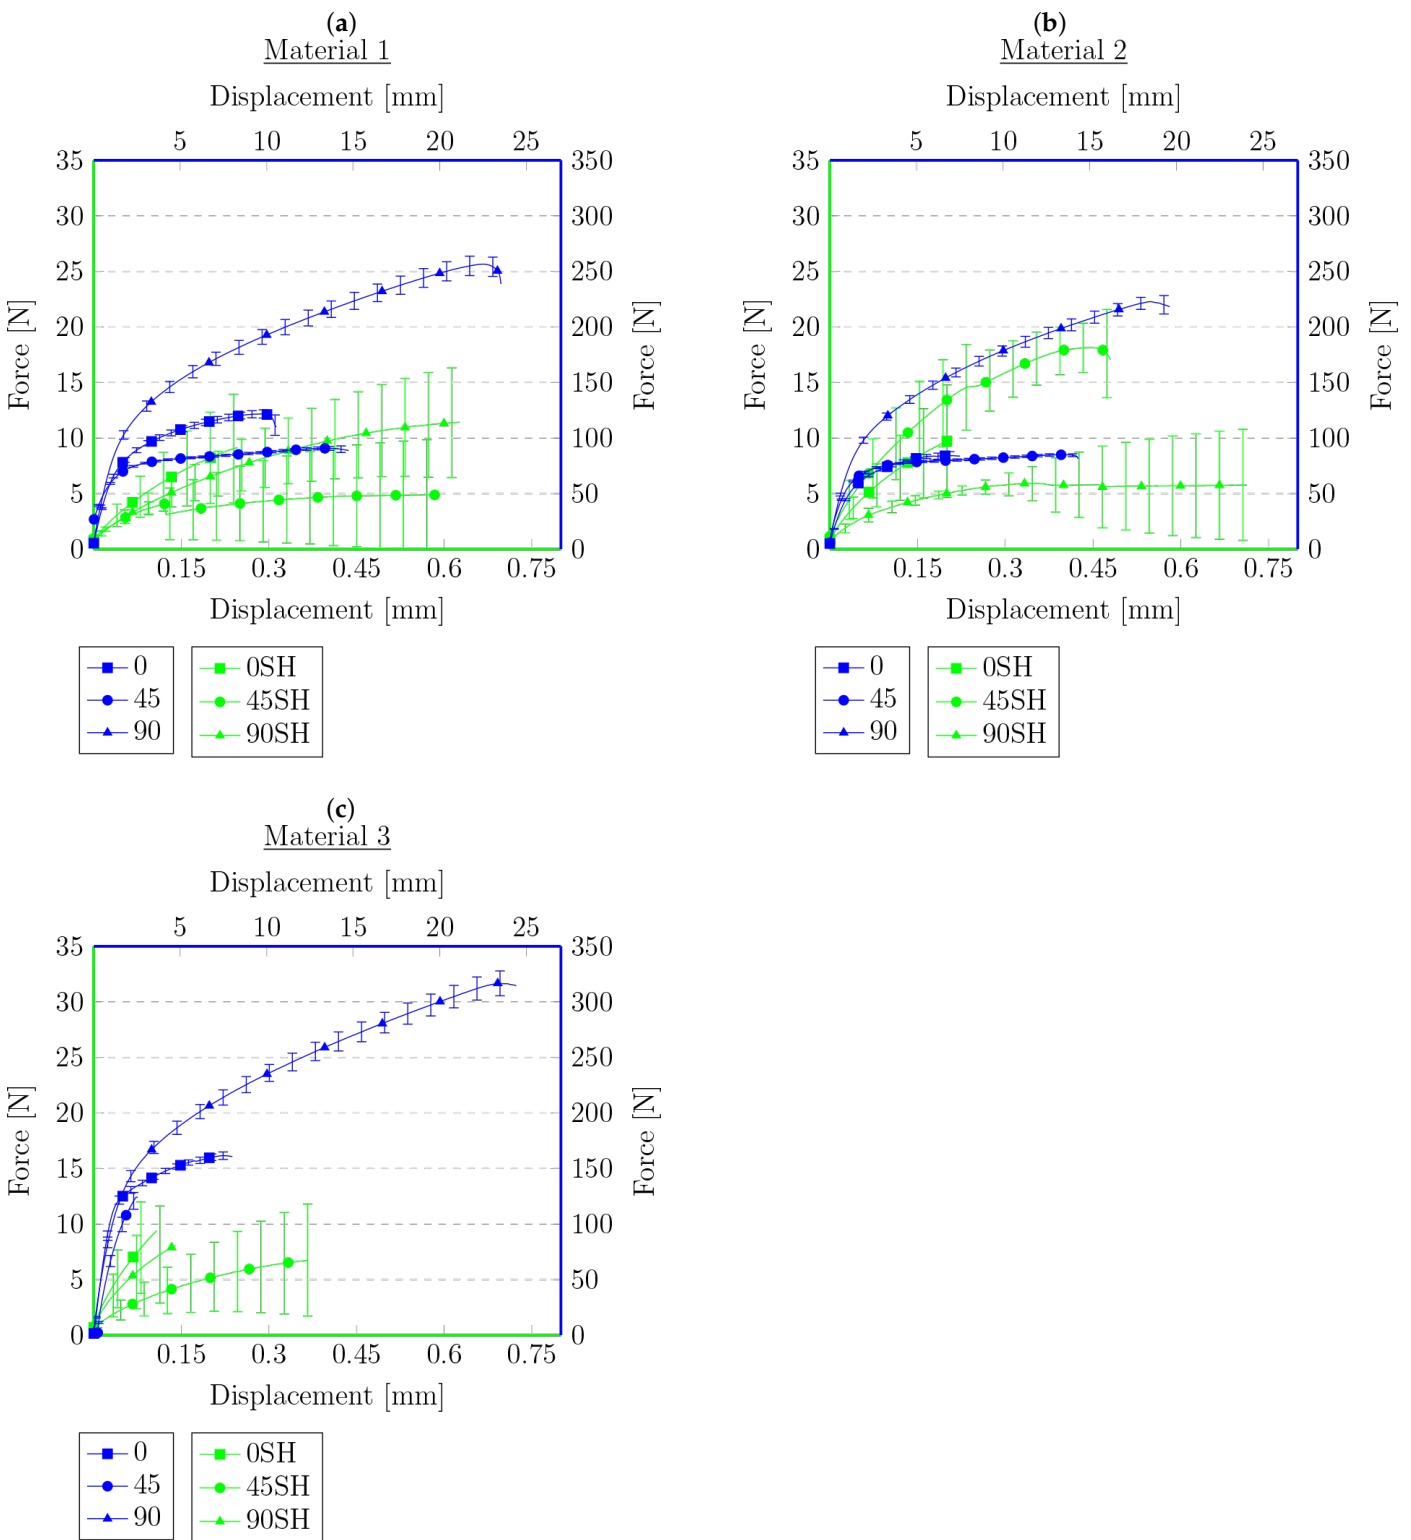 (a)
Material 1
Displacement [mm]
5 10 15 20 25
35 350
30 300
25 250
20 200
15 150
10 100
5 50
0 0
Force [N]
Force [N]
0.15 0.3 0.45 0.6 0.75
Displacement [mm]
0
45
90
0SH
45SH
90SH
(b)
Material 2
Displacement [mm]
5 10 15 20 25
35 350
30 300
25 250
20 200
15 150
10 100
5 50
0 0
Force [N]
Force [N]
0.15 0.3 0.45 0.6 0.75
Displacement [mm]
0
45
90
0SH
45SH
90SH
(c)
Material 3
Displacement [mm]
5 10 15 20 25
35 350
30 300
25 250
20 200
15 150
10 100
5 50
0 0
Force [N]
Force [N]
0.15 0.3 0.45 0.6 0.75
Displacement [mm]
0
45
90
0SH
45SH
90SH